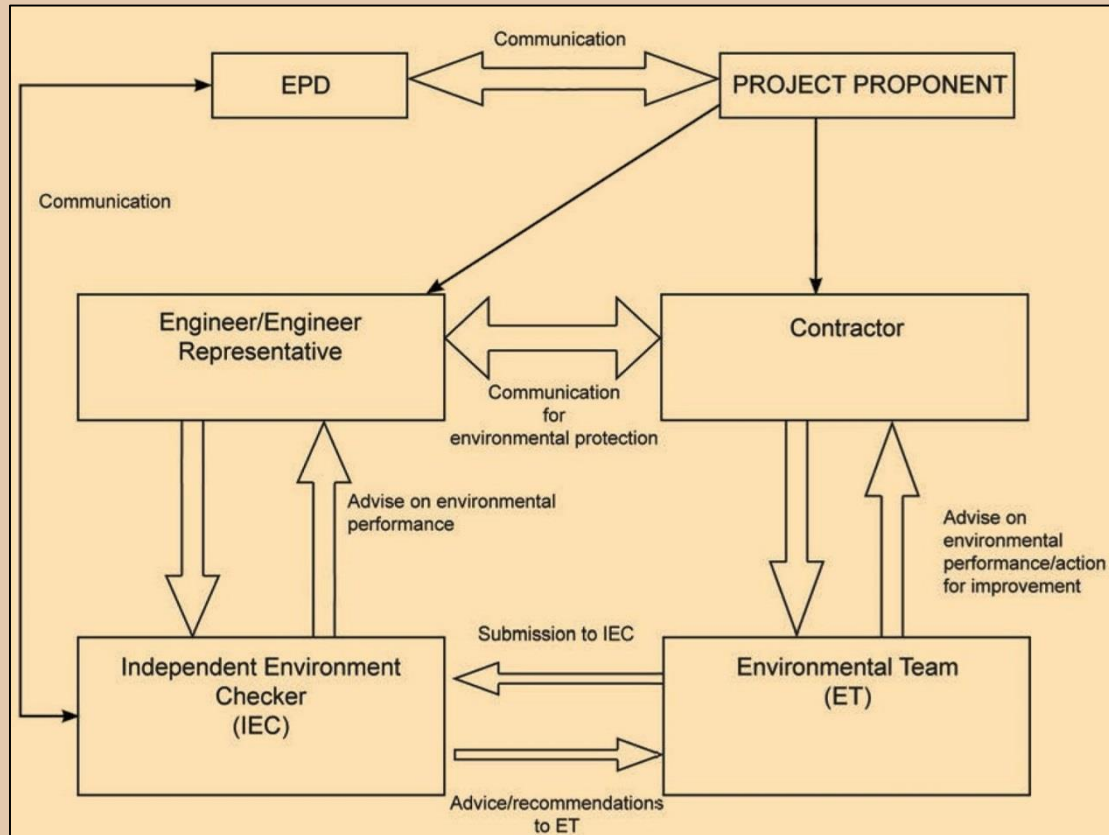 Communication
EPD
PROJECT PROPONENT
Communication
Engineer/Engineer
Representative
Contractor
Communication
for
environmental protection
Advise on environmental
performance
Advise on
environmental
performance/action
for improvement
Submission to IEC
Independent Environment
Checker
(IEC)
Environmental Team
(ET)
Advice/recommendations
to ET